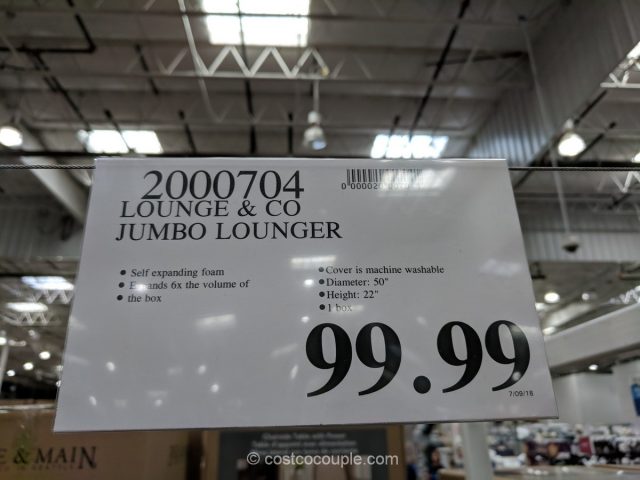 2000704
LOUNGE & CO
JUMBO LOUNGER
• Self expanding foam
• Expands 6x the volume of
• the box
• Cover is machine washable
• Diameter: 50"
• Height: 22"
• 1 box
99.99
7/09/18
E & MAIN
© costcocouple.com